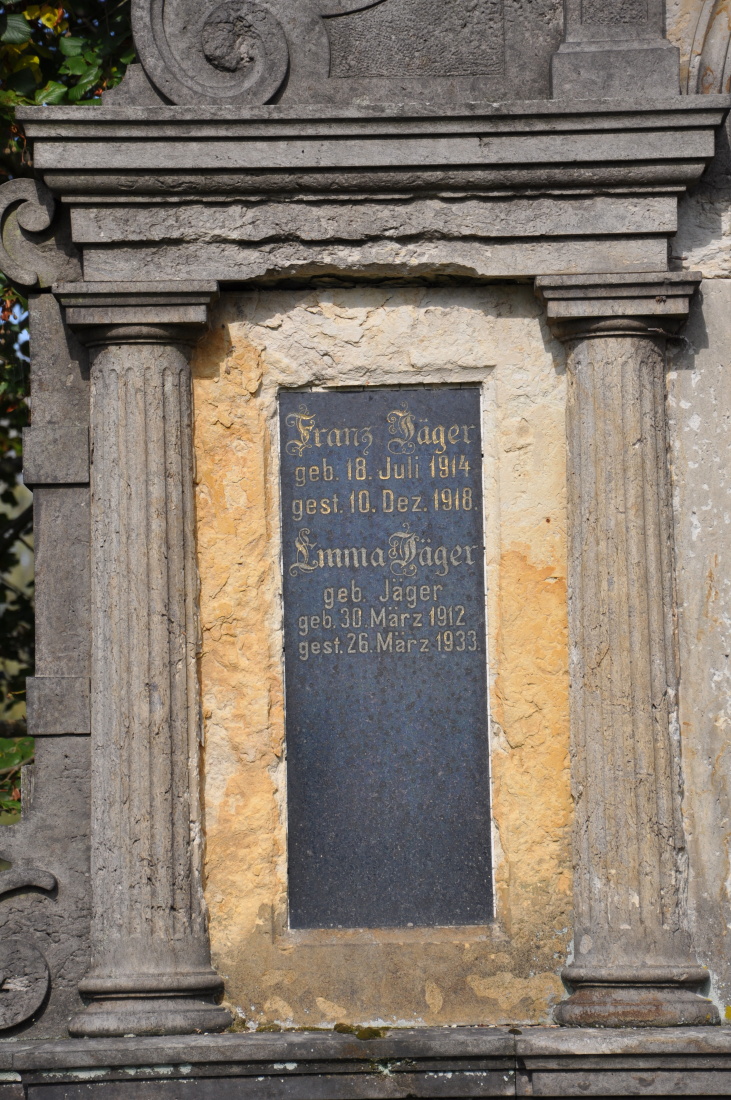 Franz Jäger
geb. 18. Juli 1914
gest. 10. Dez. 1918.
Emma Jäger
geb. Jäger
geb. 30. März 1912
gest. 26. März 1933.